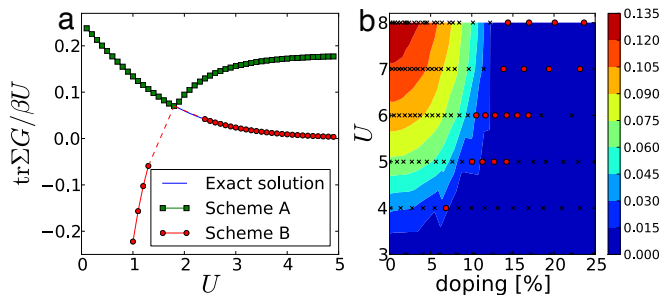 a
0.2
0.1
0.0
−0.1
−0.2
trΣG/βU
0 1 2 3 4 5
U
Exact solution
Scheme A
Scheme B
b
8
7
6
5
4
3
U
0 5 10 15 20 25
doping [%]
0.135
0.120
0.105
0.090
0.075
0.060
0.045
0.030
0.015
0.000